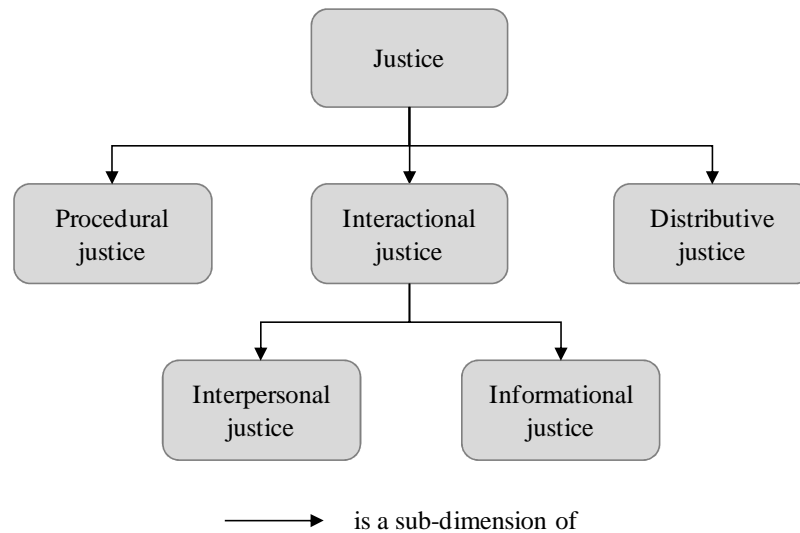 Justice
Procedural
justice
Interactional
justice
Distributive
justice
Interpersonal
justice
Informational
justice
is a sub-dimension of